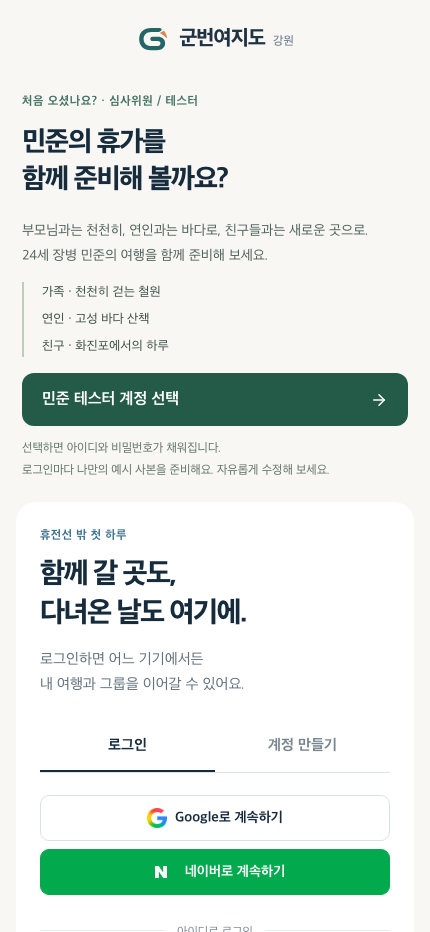 군번여지도 강원
처음 오셨나요? · 심사위원 / 테스터
민준의 휴가를
함께 준비해 볼까요?
부모님과는 천천히, 연인과는 바다로, 친구들과는 새로운 곳으로.
24세 장병 민준의 여행을 함께 준비해 보세요.
가족 · 천천히 걷는 철원
연인 · 고성 바다 산책
친구 · 화진포에서의 하루
민준 테스터 계정 선택
선택하면 아이디와 비밀번호가 채워집니다.
로그인마다 나만의 예시 사본을 준비해요. 자유롭게 수정해 보세요.
휴전선 밖 첫 하루
함께 갈 곳도,
다녀온 날도 여기에.
로그인하면 어느 기기에서든
내 여행과 그룹을 이어갈 수 있어요.
로그인 계정 만들기
Google로 계속하기
네이버로 계속하기
아이디로 로그인